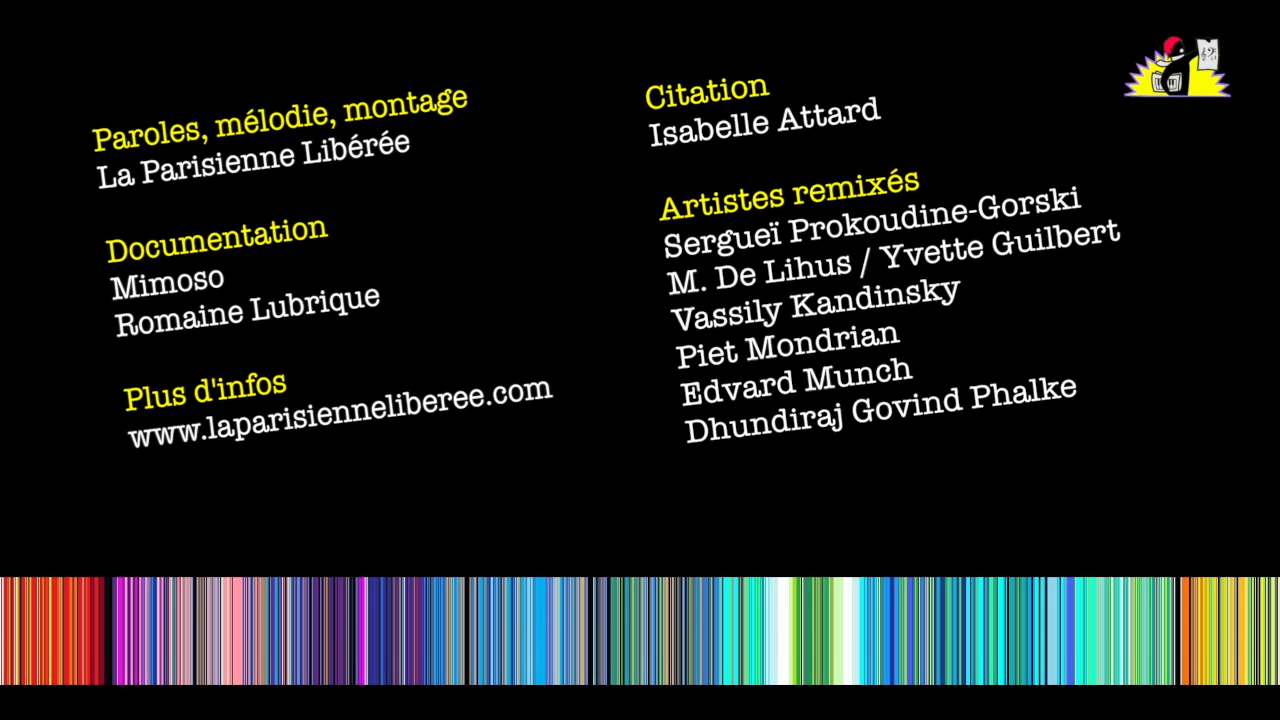 Paroles, mélodie, montage
La Parisienne Libérée
Documentation
Mimoso
Romaine Lubrique
Plus d'infos
www.laparisienneliberee.com
Citation
Isabelle Attard
Artistes remixés
Sergueï Prokoudine-Gorski
M. De Lihus / Yvette Guilbert
Vassily Kandinsky
Piet Mondrian
Edvard Munch
Dhundiraj Govind Phalke